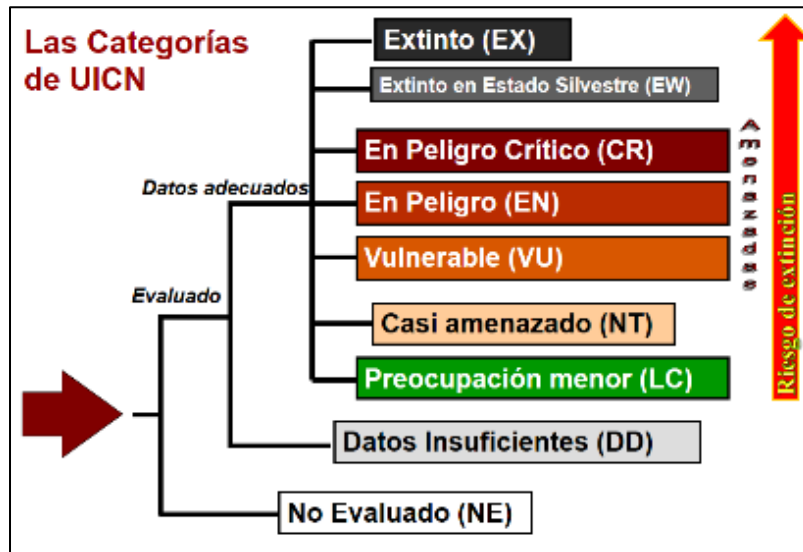 Las Categorías
de UICN
Extinto (EX)
Extinto en Estado Silvestre (EW)
En Peligro Crítico (CR)
Datos adecuados
En Peligro (EN)
Vulnerable (VU)
Evaluado
Casi amenazado (NT)
Preocupación menor (LC)
Datos Insuficientes (DD)
No Evaluado (NE)
Amenazadas
Riesgo de extinción